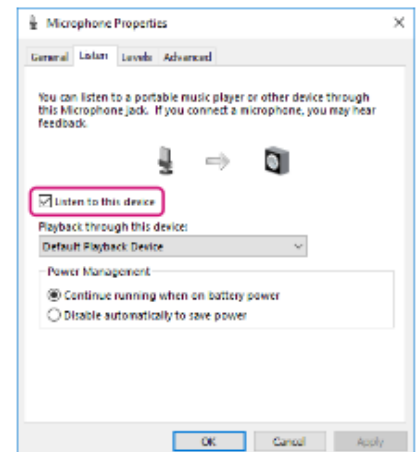 Microphone Properties
General Listen Levels Advanced
You can listen to a portable music player or other device through
this Microphone jack. If you connect a microphone, you may hear
feedback.
Listen to this device
Playback through this device:
Default Playback Device
Power Management
Continue running when on battery power
Disable automatically to save power
OK Cancel Apply